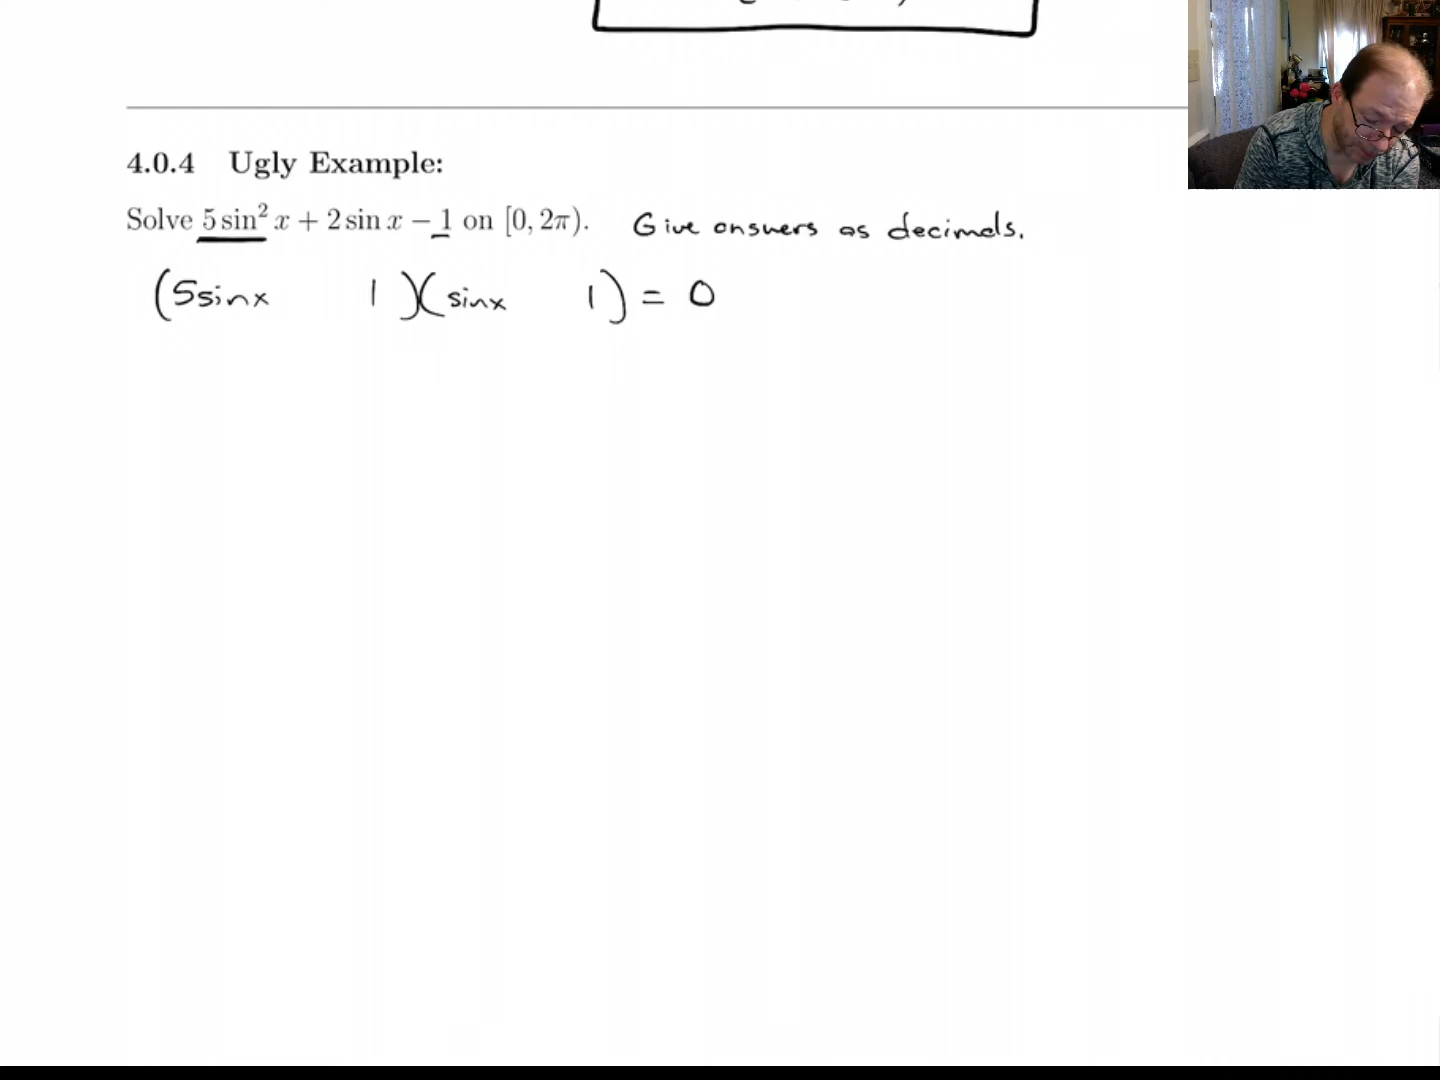 4.0.4 Ugly Example:
Solve 5 sin² x + 2 sin x − 1 on [0, 2π). Give answers as decimals.
(5sinx 1)(sinx 1) = 0